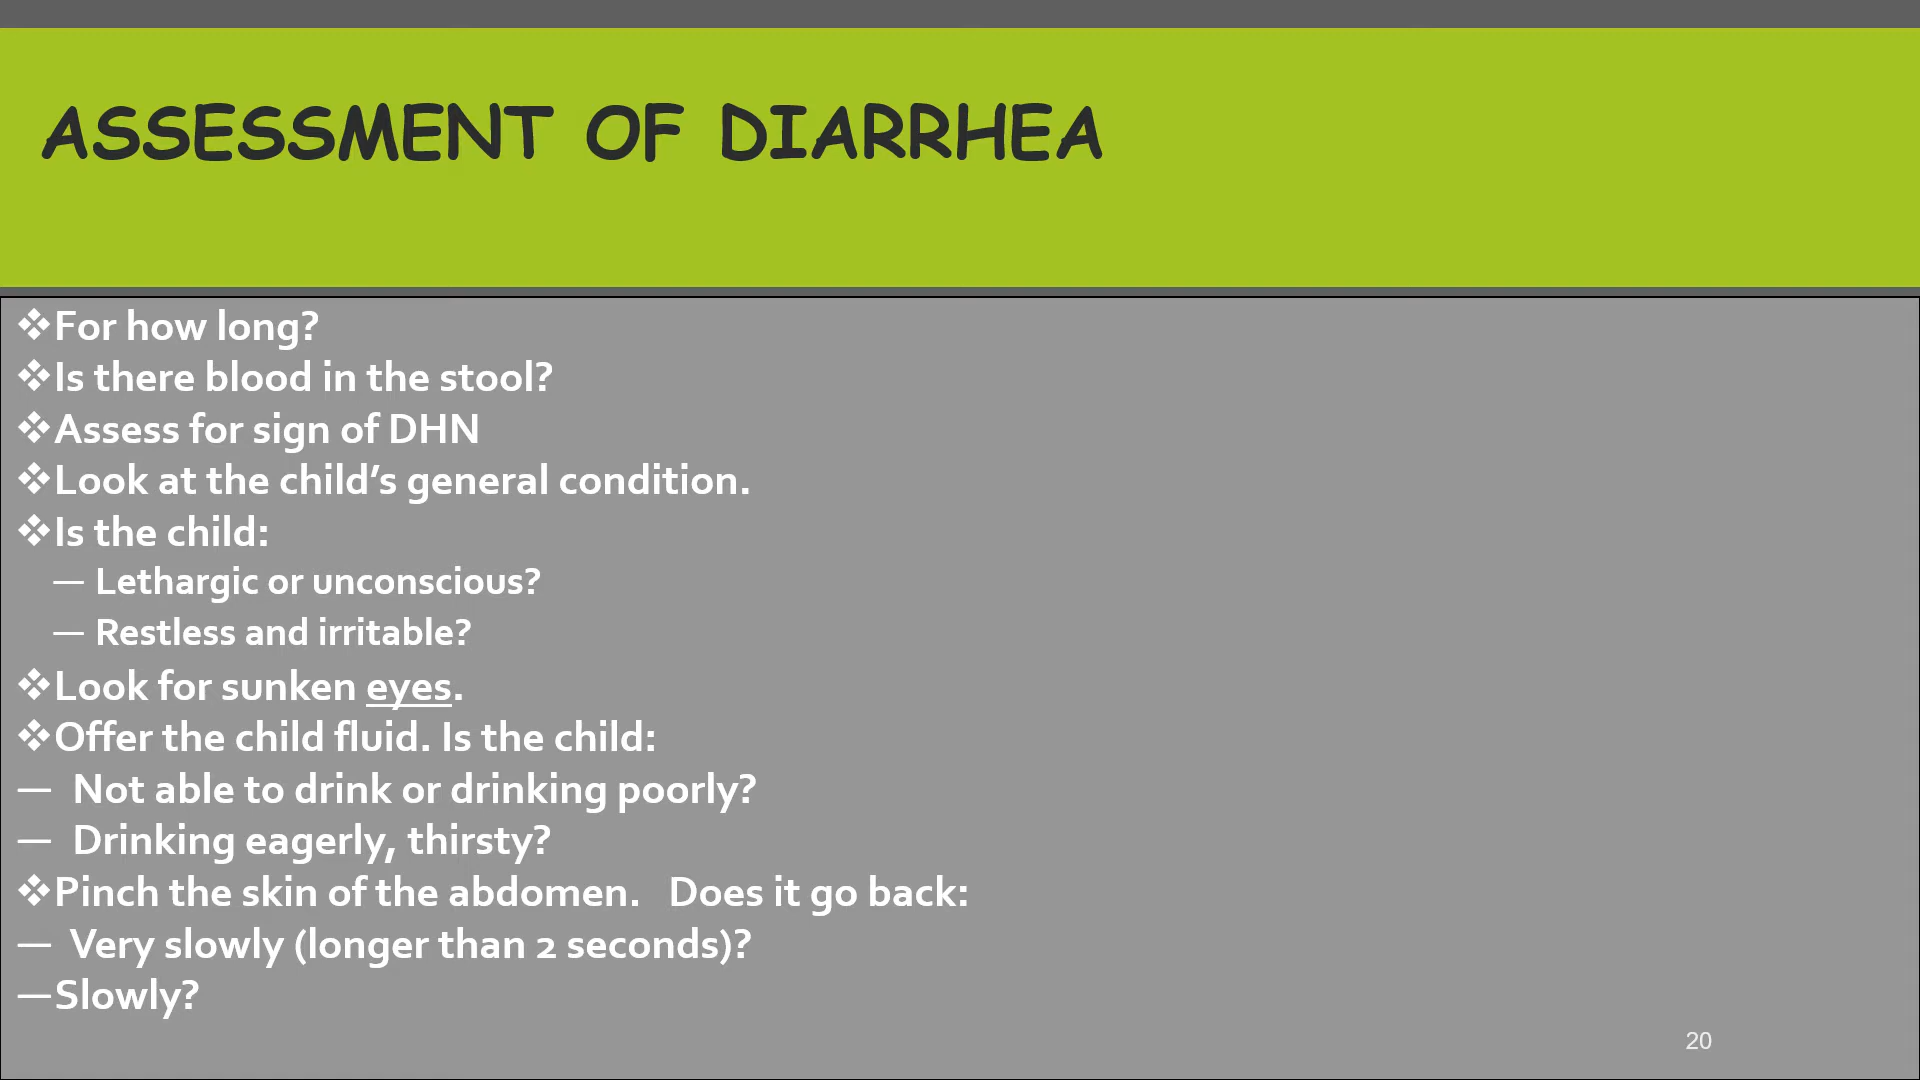 ASSESSMENT OF DIARRHEA
❖For how long?
❖Is there blood in the stool?
❖Assess for sign of DHN
❖Look at the child’s general condition.
❖Is the child:
— Lethargic or unconscious?
— Restless and irritable?
❖Look for sunken eyes.
❖Offer the child fluid. Is the child:
— Not able to drink or drinking poorly?
— Drinking eagerly, thirsty?
❖Pinch the skin of the abdomen. Does it go back:
— Very slowly (longer than 2 seconds)?
—Slowly?
20